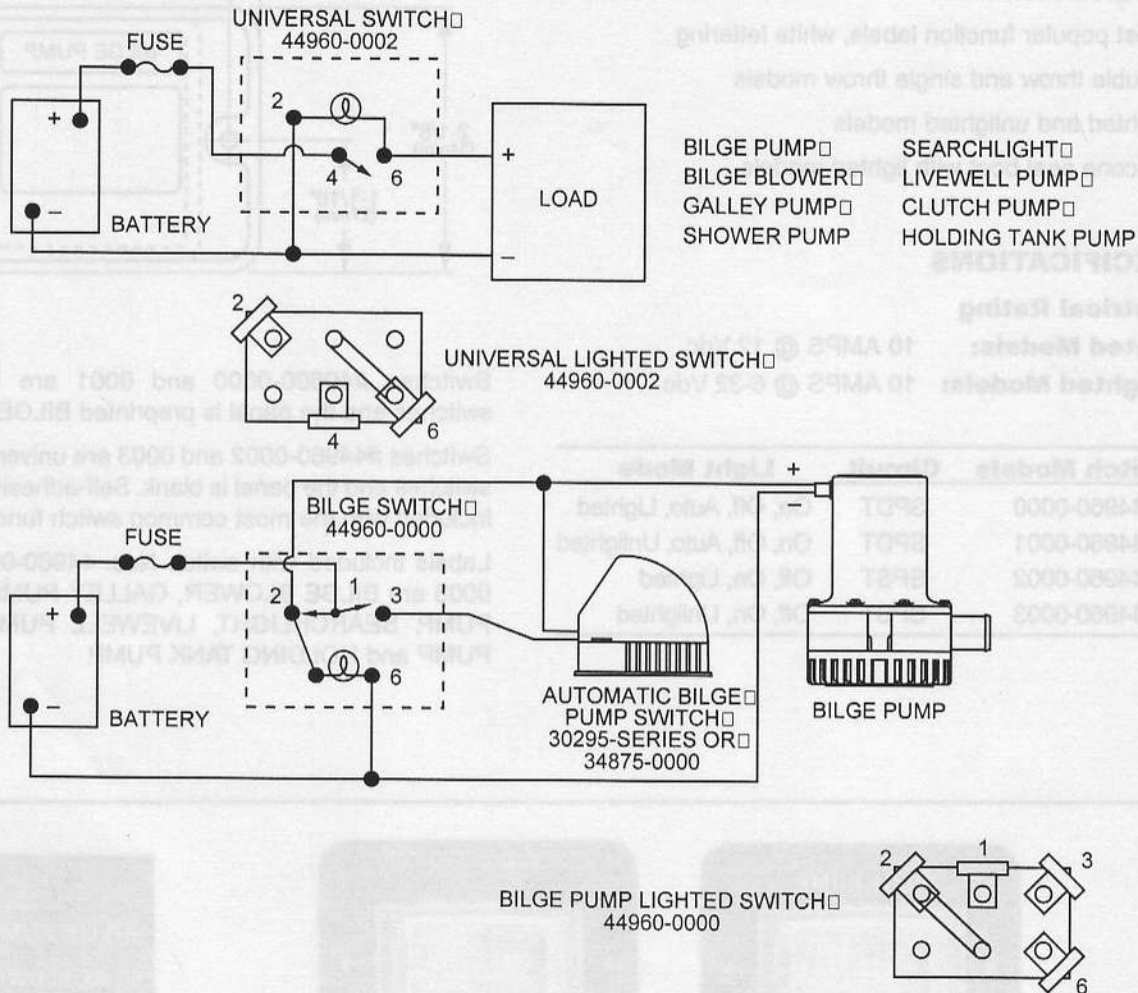 UNIVERSAL SWITCH
44960-0002
FUSE
+
–
BATTERY
2
4
6
+
–
LOAD
BILGE PUMP
BILGE BLOWER
GALLEY PUMP
SHOWER PUMP
SEARCHLIGHT
LIVEWELL PUMP
CLUTCH PUMP
HOLDING TANK PUMP
2
4
6
UNIVERSAL LIGHTED SWITCH
44960-0002
BILGE SWITCH
44960-0000
FUSE
+
–
BATTERY
2
1
3
6
AUTOMATIC BILGE
PUMP SWITCH
30295-SERIES OR
34875-0000
+
–
BILGE PUMP
BILGE PUMP LIGHTED SWITCH
44960-0000
2
1
3
6